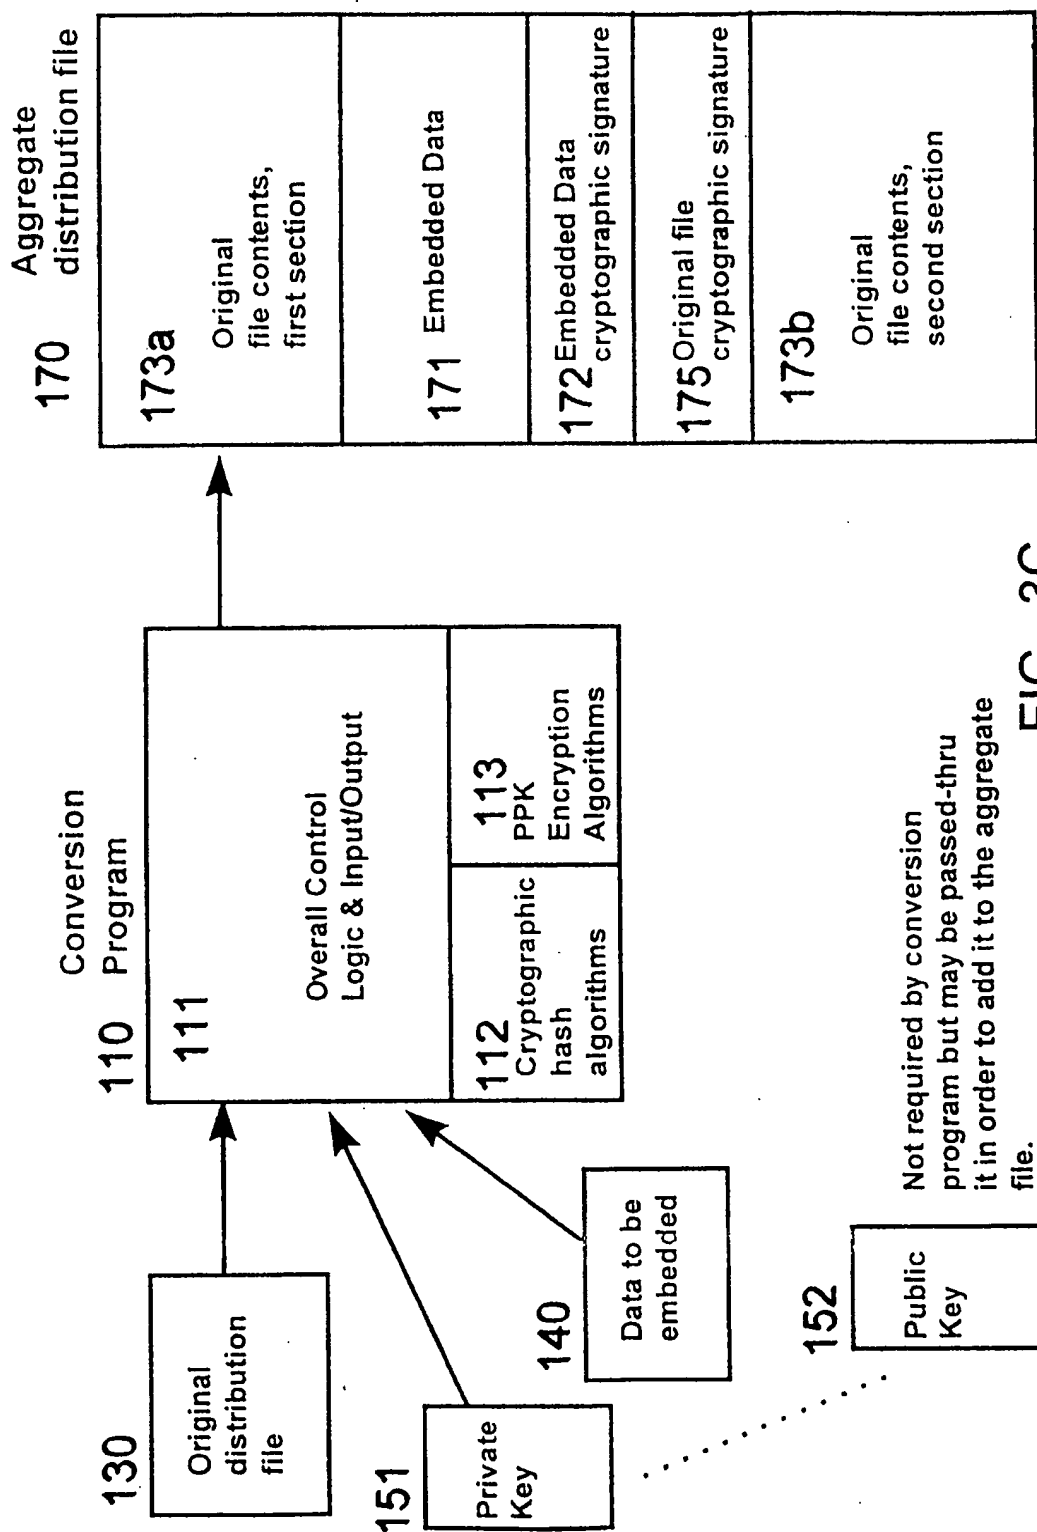 130
Original
distribution
file
151
Private
Key
140
Data to be
embedded
152
Public
Key
Not required by conversion
program but may be passed-thru
it in order to add it to the aggregate
file.
Conversion
110 Program
111
Overall Control
Logic & Input/Output
112
Cryptographic
hash
algorithms
113
PPK
Encryption
Algorithms
170
Aggregate
distribution file
173a
Original
file contents,
first section
171 Embedded Data
172 Embedded Data
cryptographic signature
175 Original file
cryptographic signature
173b
Original
file contents,
second section